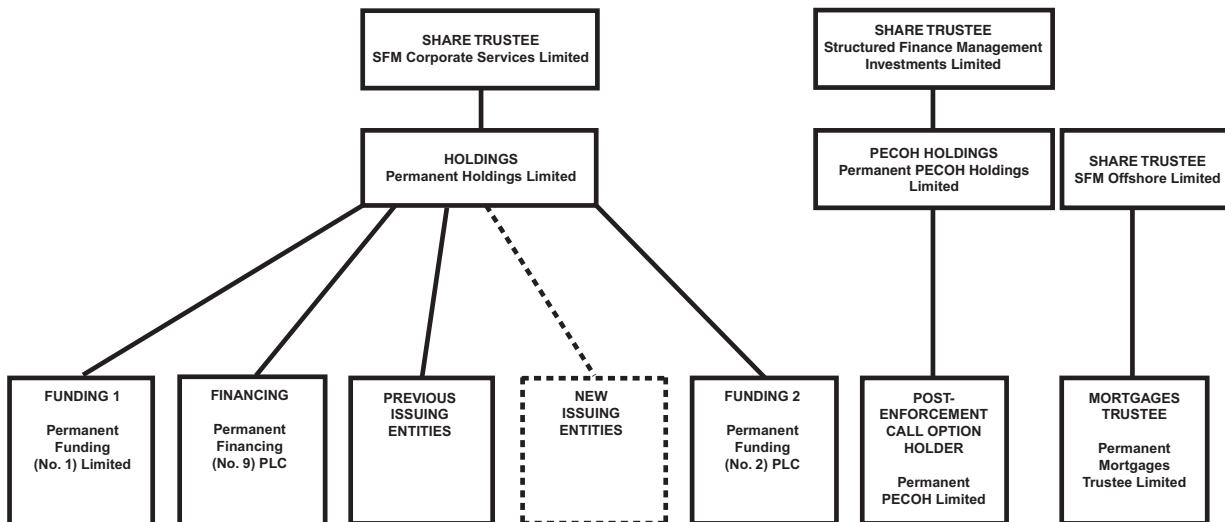 SHARE TRUSTEE
SFM Corporate Services Limited
SHARE TRUSTEE
Structured Finance Management
Investments Limited
HOLDINGS
Permanent Holdings Limited
PECOH HOLDINGS
Permanent PECOH Holdings
Limited
SHARE TRUSTEE
SFM Offshore Limited
FUNDING 1
Permanent
Funding
(No. 1) Limited
FINANCING
Permanent
Financing
(No. 9) PLC
PREVIOUS
ISSUING
ENTITIES
NEW
ISSUING
ENTITIES
FUNDING 2
Permanent
Funding
(No. 2) PLC
POST-
ENFORCEMENT
CALL OPTION
HOLDER
Permanent
PECOH Limited
MORTGAGES
TRUSTEE
Permanent
Mortgages
Trustee Limited